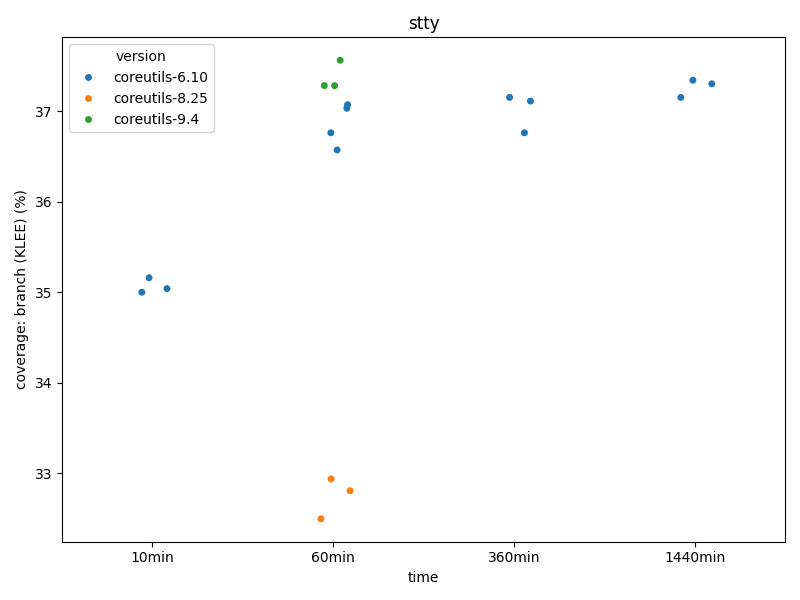 stty
version
coreutils-6.10
coreutils-8.25
coreutils-9.4
coverage: branch (KLEE) (%)
37
36
35
34
33
10min
60min
360min
1440min
time